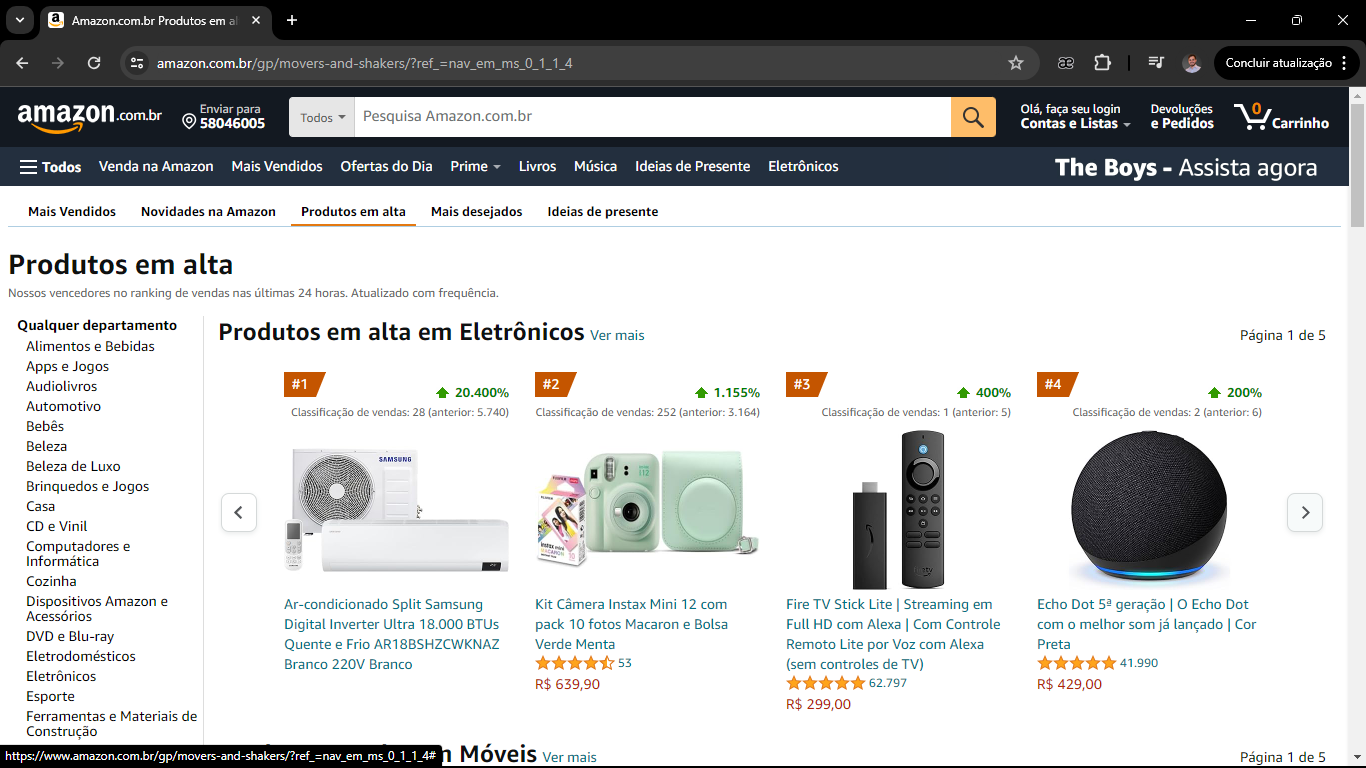 Amazon.com.br Produtos em al
amazon.com.br/gp/movers-and-shakers/?ref_=nav_em_ms_0_1_1_4
Concluir atualização
amazon.com.br
Enviar para
58046005
Todos
Pesquisa Amazon.com.br
Olá, faça seu login
Contas e Listas
Devoluções
e Pedidos
0
Carrinho
Todos
Venda na Amazon
Mais Vendidos
Ofertas do Dia
Prime
Livros
Música
Ideias de Presente
Eletrônicos
The Boys - Assista agora
Mais Vendidos
Novidades na Amazon
Produtos em alta
Mais desejados
Ideias de presente
Produtos em alta
Nossos vencedores no ranking de vendas nas últimas 24 horas. Atualizado com frequência.
Qualquer departamento
Alimentos e Bebidas
Apps e Jogos
Audiolivros
Automotivo
Bebês
Beleza
Beleza de Luxo
Brinquedos e Jogos
Casa
CD e Vinil
Computadores e
Informática
Cozinha
Dispositivos Amazon e
Acessórios
DVD e Blu-ray
Eletrodomésticos
Eletrônicos
Esporte
Ferramentas e Materiais de
Construção
Produtos em alta em Eletrônicos Ver mais
Página 1 de 5
#1
20.400%
Classificação de vendas: 28 (anterior: 5.740)
SAMSUNG
Ar-condicionado Split Samsung
Digital Inverter Ultra 18.000 BTUs
Quente e Frio AR18BSHZCWKNAZ
Branco 220V Branco
#2
1.155%
Classificação de vendas: 252 (anterior: 3.164)
Kit Câmera Instax Mini 12 com
pack 10 fotos Macaron e Bolsa
Verde Menta
53
R$ 639,90
#3
400%
Classificação de vendas: 1 (anterior: 5)
Fire TV Stick Lite | Streaming em
Full HD com Alexa | Com Controle
Remoto Lite por Voz com Alexa
(sem controles de TV)
62.797
R$ 299,00
#4
200%
Classificação de vendas: 2 (anterior: 6)
Echo Dot 5ª geração | O Echo Dot
com o melhor som já lançado | Cor
Preta
41.990
R$ 429,00
Móveis Ver mais
Página 1 de 5
https://www.amazon.com.br/gp/movers-and-shakers/?ref_=nav_em_ms_0_1_1_4#